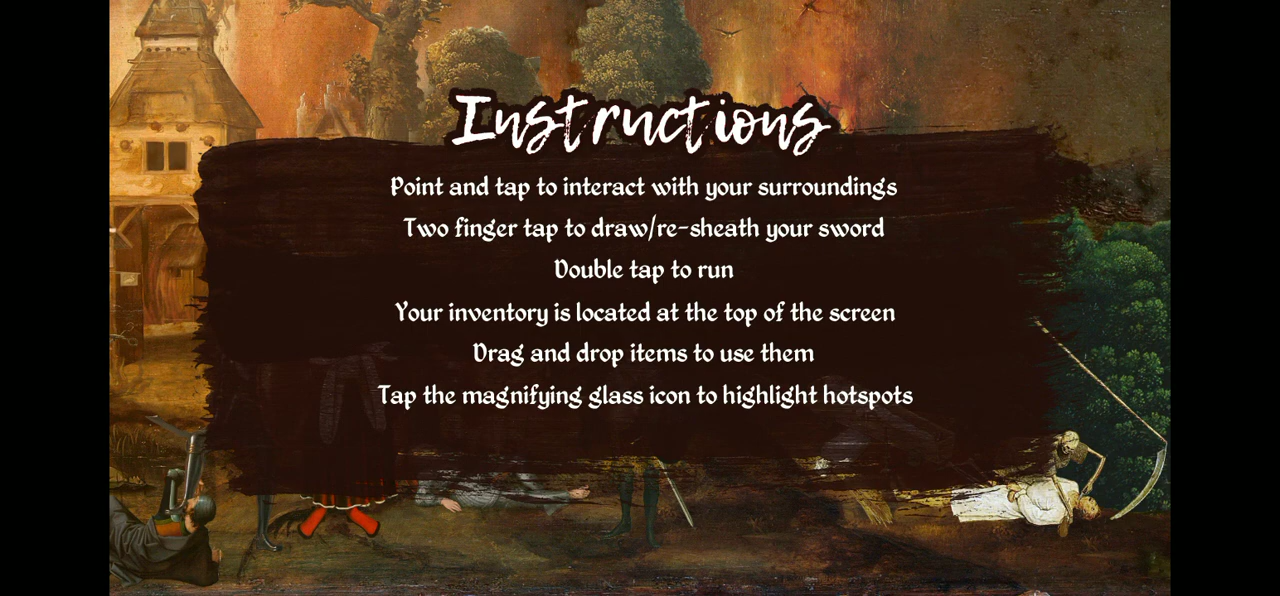 Instructions
Point and tap to interact with your surroundings
Two finger tap to draw/re-sheath your sword
Double tap to run
Your inventory is located at the top of the screen
Drag and drop items to use them
Tap the magnifying glass icon to highlight hotspots